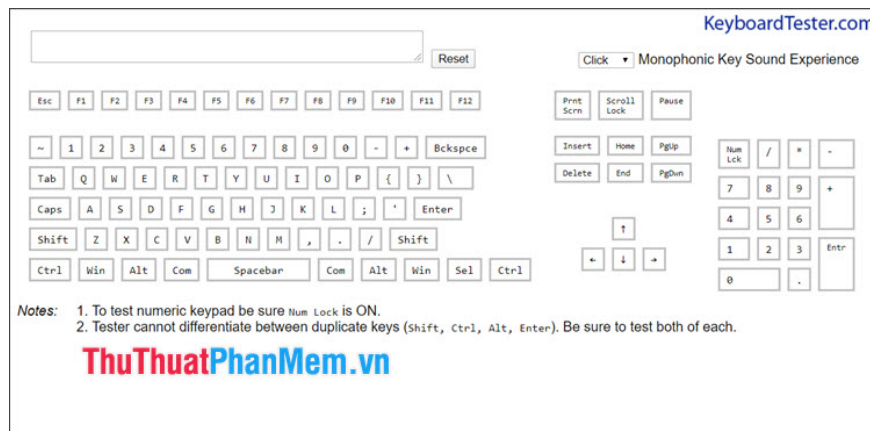 KeyboardTester.com
Reset
Click ▼ Monophonic Key Sound Experience
Esc F1 F2 F3 F4 F5 F6 F7 F8 F9 F10 F11 F12
Prnt Scrn Scroll Lock Pause
~ 1 2 3 4 5 6 7 8 9 0 - + Bckspce
Insert Home PgUp
Num Lck / * -
Tab Q W E R T Y U I O P { } \
Delete End PgDwn
7 8 9 +
Caps A S D F G H J K L ; ' Enter
4 5 6
Shift Z X C V B N M , . / Shift
↑
1 2 3 Entr
Ctrl Win Alt Com Spacebar Com Alt Win Sel Ctrl
← ↓ →
0 .
Notes: 1. To test numeric keypad be sure Num Lock is ON.
2. Tester cannot differentiate between duplicate keys (Shift, Ctrl, Alt, Enter). Be sure to test both of each.
ThuThuatPhanMem.vn